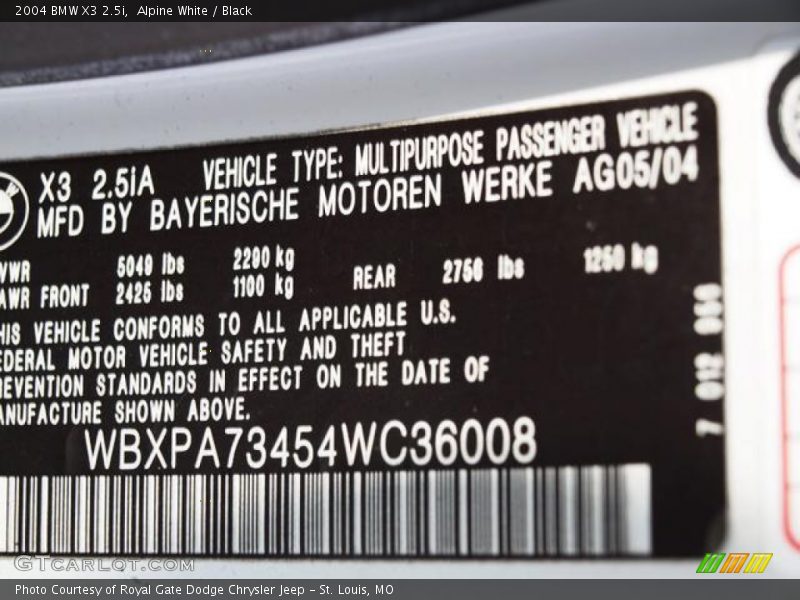 2004 BMW X3 2.5i,  Alpine White / Black
X3 2.5iA VEHICLE TYPE: MULTIPURPOSE PASSENGER VEHICLE
MFD BY BAYERISCHE MOTOREN WERKE AG05/04
VWR 5049 lbs 2290 kg
AWR FRONT 2425 lbs 1100 kg REAR 2756 lbs 1250 kg
HIS VEHICLE CONFORMS TO ALL APPLICABLE U.S.
EDERAL MOTOR VEHICLE SAFETY AND THEFT
REVENTION STANDARDS IN EFFECT ON THE DATE OF
ANUFACTURE SHOWN ABOVE.
WBXPA73454WC36008
7 012
GTCARLOT.COM
Photo Courtesy of Royal Gate Dodge Chrysler Jeep - St. Louis, MO